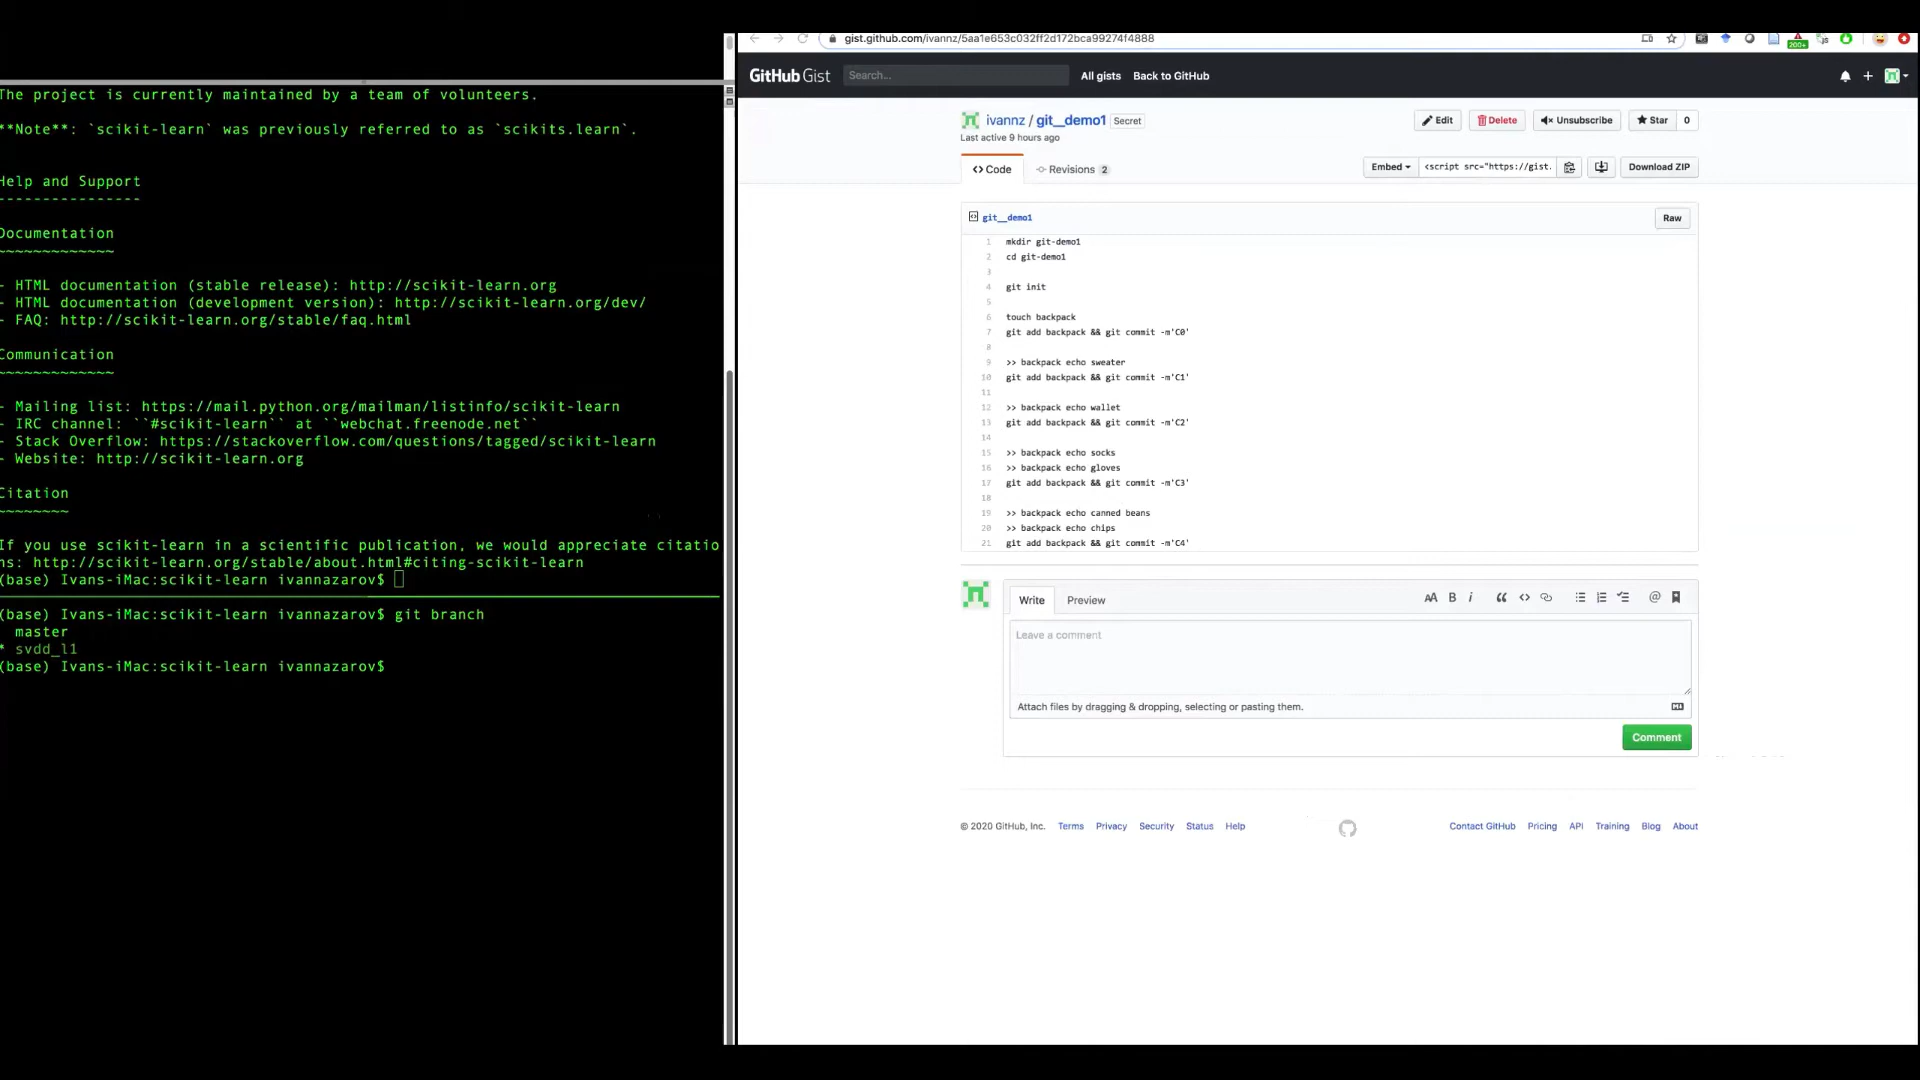 The project is currently maintained by a team of volunteers.
**Note**: `scikit-learn` was previously referred to as `scikits.learn`.
Help and Support
----------------
Documentation
~~~~~~~~~~~~~
- HTML documentation (stable release): http://scikit-learn.org
- HTML documentation (development version): http://scikit-learn.org/dev/
- FAQ: http://scikit-learn.org/stable/faq.html
Communication
~~~~~~~~~~~~~
- Mailing list: https://mail.python.org/mailman/listinfo/scikit-learn
- IRC channel: ``#scikit-learn`` at ``webchat.freenode.net``
- Stack Overflow: https://stackoverflow.com/questions/tagged/scikit-learn
- Website: http://scikit-learn.org
Citation
~~~~~~~~
If you use scikit-learn in a scientific publication, we would appreciate citatio
ns: http://scikit-learn.org/stable/about.html#citing-scikit-learn
(base) Ivans-iMac:scikit-learn ivannazarov$
(base) Ivans-iMac:scikit-learn ivannazarov$ git branch
master
* svdd_l1
(base) Ivans-iMac:scikit-learn ivannazarov$
gist.github.com/ivannz/5aa1e653c032ff2d172bca99274f4888
200+
GitHub Gist Search... All gists Back to GitHub
ivannz / git__demo1 Secret
Last active 9 hours ago
Edit Delete Unsubscribe Star 0
Code Revisions 2
Embed <script src="https://gist. Download ZIP
git__demo1
Raw
1 mkdir git-demo1
2 cd git-demo1
3
4 git init
5
6 touch backpack
7 git add backpack && git commit -m'C0'
8
9 >> backpack echo sweater
10 git add backpack && git commit -m'C1'
11
12 >> backpack echo wallet
13 git add backpack && git commit -m'C2'
14
15 >> backpack echo socks
16 >> backpack echo gloves
17 git add backpack && git commit -m'C3'
18
19 >> backpack echo canned beans
20 >> backpack echo chips
21 git add backpack && git commit -m'C4'
Write Preview
AA B i
Leave a comment
Attach files by dragging & dropping, selecting or pasting them.
Comment
© 2020 GitHub, Inc. Terms Privacy Security Status Help
Contact GitHub Pricing API Training Blog About